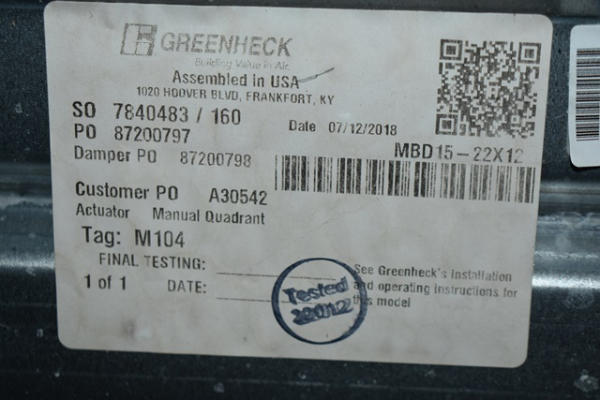 GREENHECK
Building Value in Air.
Assembled in USA
1020 HOOVER BLVD, FRANKFORT, KY
SO 7840483 / 160
Date 07/12/2018
PO 87200797
MBD15-22X12
Damper PO 87200798
Customer PO A30542
Actuator Manual Quadrant
Tag: M104
FINAL TESTING:
1 of 1 DATE:
See Greenheck's installation
and operating instructions for
this model
Tested